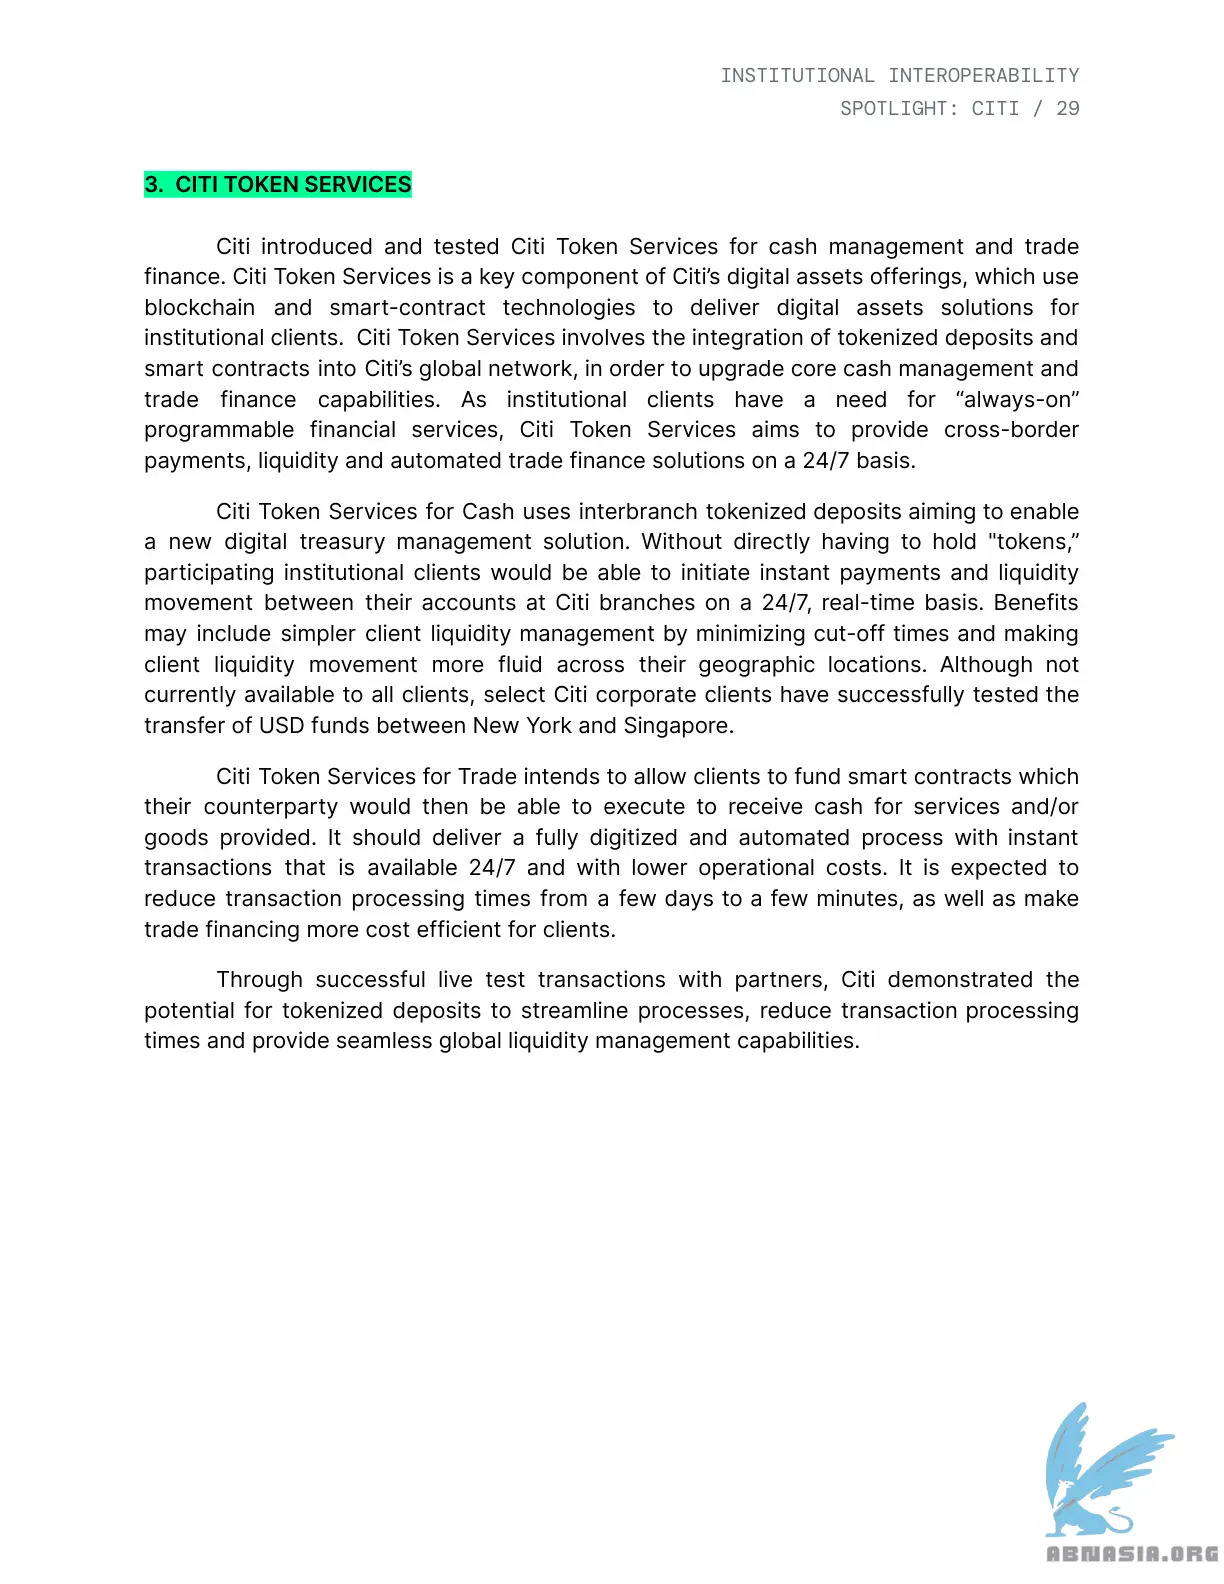 INSTITUTIONAL INTEROPERABILITY
SPOTLIGHT: CITI / 29
3. CITI TOKEN SERVICES
Citi introduced and tested Citi Token Services for cash management and trade
finance. Citi Token Services is a key component of Citi’s digital assets offerings, which use
blockchain and smart-contract technologies to deliver digital assets solutions for
institutional clients. Citi Token Services involves the integration of tokenized deposits and
smart contracts into Citi’s global network, in order to upgrade core cash management and
trade finance capabilities. As institutional clients have a need for “always-on”
programmable financial services, Citi Token Services aims to provide cross-border
payments, liquidity and automated trade finance solutions on a 24/7 basis.
Citi Token Services for Cash uses interbranch tokenized deposits aiming to enable
a new digital treasury management solution. Without directly having to hold "tokens,”
participating institutional clients would be able to initiate instant payments and liquidity
movement between their accounts at Citi branches on a 24/7, real-time basis. Benefits
may include simpler client liquidity management by minimizing cut-off times and making
client liquidity movement more fluid across their geographic locations. Although not
currently available to all clients, select Citi corporate clients have successfully tested the
transfer of USD funds between New York and Singapore.
Citi Token Services for Trade intends to allow clients to fund smart contracts which
their counterparty would then be able to execute to receive cash for services and/or
goods provided. It should deliver a fully digitized and automated process with instant
transactions that is available 24/7 and with lower operational costs. It is expected to
reduce transaction processing times from a few days to a few minutes, as well as make
trade financing more cost efficient for clients.
Through successful live test transactions with partners, Citi demonstrated the
potential for tokenized deposits to streamline processes, reduce transaction processing
times and provide seamless global liquidity management capabilities.
ABNASIA.ORG